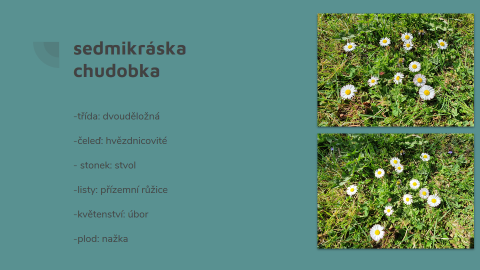 sedmikráska
chudobka
-třída: dvouděložná
-čeleď: hvězdnicovité
- stonek: stvol
-listy: přízemní růžice
-květenství: úbor
-plod: nažka